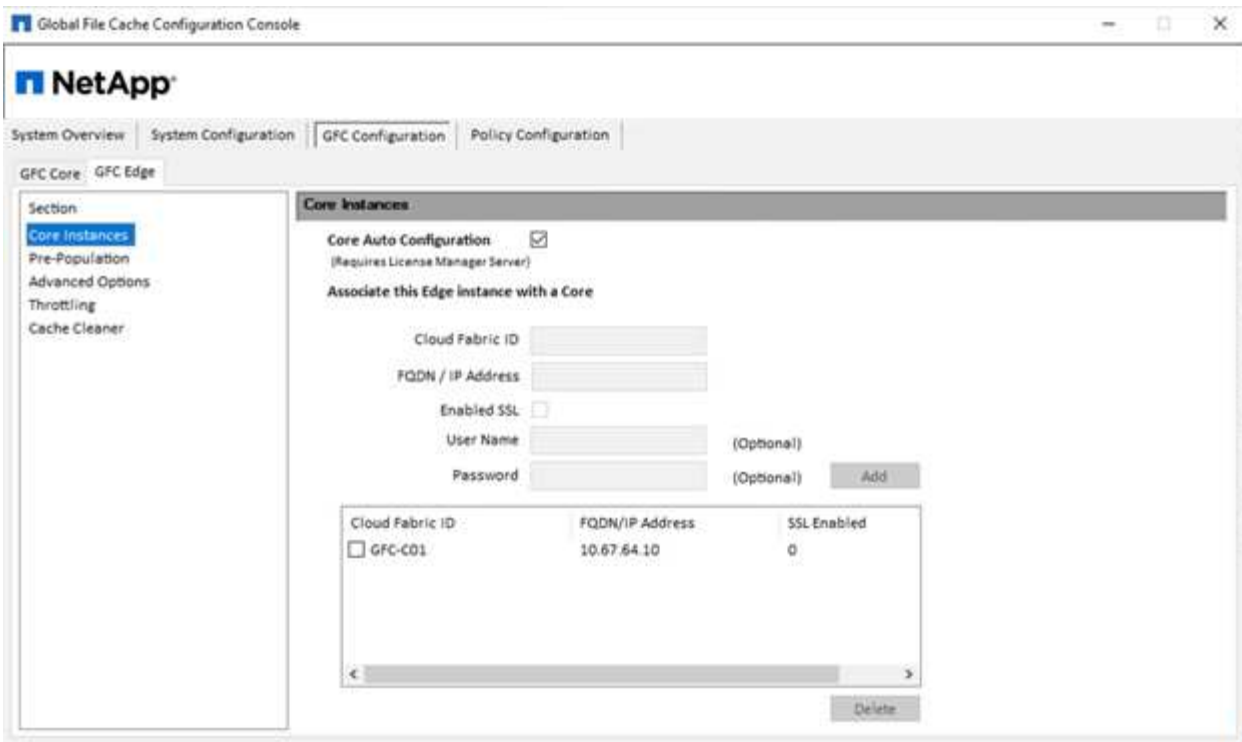 Global File Cache Configuration Console
NetApp
System Overview System Configuration GFC Configuration Policy Configuration
GFC Core GFC Edge
Section
Core Instances
Pre-Population
Advanced Options
Throttling
Cache Cleaner
Core Instances
Core Auto Configuration
(Requires License Manager Server)
Associate this Edge instance with a Core
Cloud Fabric ID
FQDN / IP Address
Enabled SSL
User Name (Optional)
Password (Optional) Add
Cloud Fabric ID FQDN/IP Address SSL Enabled
GFC-C01 10.67.64.10 0
Delete